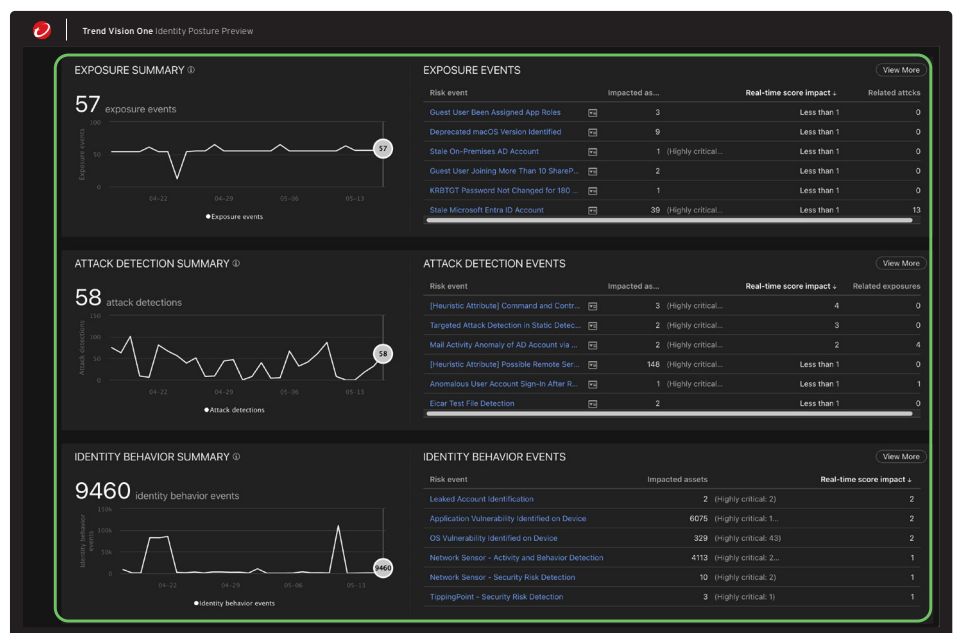 Trend Vision One Identity Posture Preview
EXPOSURE SUMMARY
57 exposure events
Exposure events
100
50
0
57
04-22 04-29 05-06 05-13
Exposure events
EXPOSURE EVENTS
View More
Risk event Impacted as... Real-time score impact ↓ Related attcks
Guest User Been Assigned App Roles 3 Less than 1 0
Deprecated macOS Version Identified 9 Less than 1 0
Stale On-Premises AD Account 1 (Highly critical... Less than 1 0
Guest User Joining More Than 10 ShareP... 2 Less than 1 0
KRBTGT Password Not Changed for 180 ... 1 Less than 1 0
Stale Microsoft Entra ID Account 39 (Highly critical... Less than 1 13
ATTACK DETECTION SUMMARY
58 attack detections
Attack detections
150
100
50
0
58
04-22 04-29 05-06 05-13
Attack detections
ATTACK DETECTION EVENTS
View More
Risk event Impacted as... Real-time score impact ↓ Related exposures
[Heuristic Attribute] Command and Contr... 3 (Highly critical... 4 0
Targeted Attack Detection in Static Detec... 2 (Highly critical... 3 0
Mail Activity Anomaly of AD Account via ... 2 (Highly critical... 2 4
[Heuristic Attribute] Possible Remote Ser... 148 (Highly critical... Less than 1 0
Anomalous User Account Sign-In After R... 1 (Highly critical... Less than 1 1
Eicar Test File Detection 2 Less than 1 0
IDENTITY BEHAVIOR SUMMARY
9460 identity behavior events
Identity behavior
events
150k
100k
50k
0
9460
04-22 04-29 05-06 05-13
Identity behavior events
IDENTITY BEHAVIOR EVENTS
View More
Risk event Impacted assets Real-time score impact ↓
Leaked Account Identification 2 (Highly critical: 2) 2
Application Vulnerability Identified on Device 6075 (Highly critical: 1... 2
OS Vulnerability Identified on Device 329 (Highly critical: 43) 2
Network Sensor - Activity and Behavior Detection 4113 (Highly critical: 2... 1
Network Sensor - Security Risk Detection 10 (Highly critical: 2) 1
TippingPoint - Security Risk Detection 3 (Highly critical: 1) 1